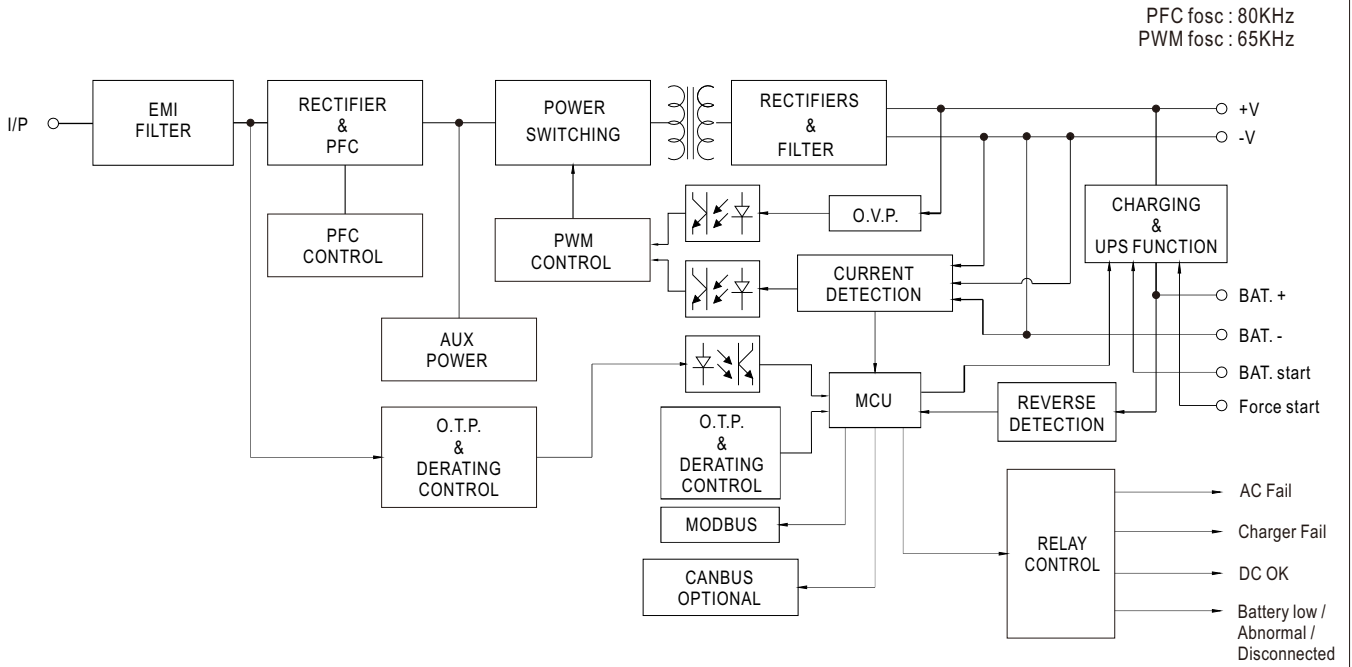 PFC fosc : 80KHz
PWM fosc : 65KHz
I/P
EMI
FILTER
RECTIFIER
&
PFC
POWER
SWITCHING
RECTIFIERS
&
FILTER
+V
-V
PFC
CONTROL
PWM
CONTROL
O.V.P.
CHARGING
&
UPS FUNCTION
CURRENT
DETECTION
BAT. +
BAT. -
AUX
POWER
BAT. start
MCU
REVERSE
DETECTION
Force start
O.T.P.
&
DERATING
CONTROL
O.T.P.
&
DERATING
CONTROL
MODBUS
CANBUS
OPTIONAL
RELAY
CONTROL
AC Fail
Charger Fail
DC OK
Battery low /
Abnormal /
Disconnected